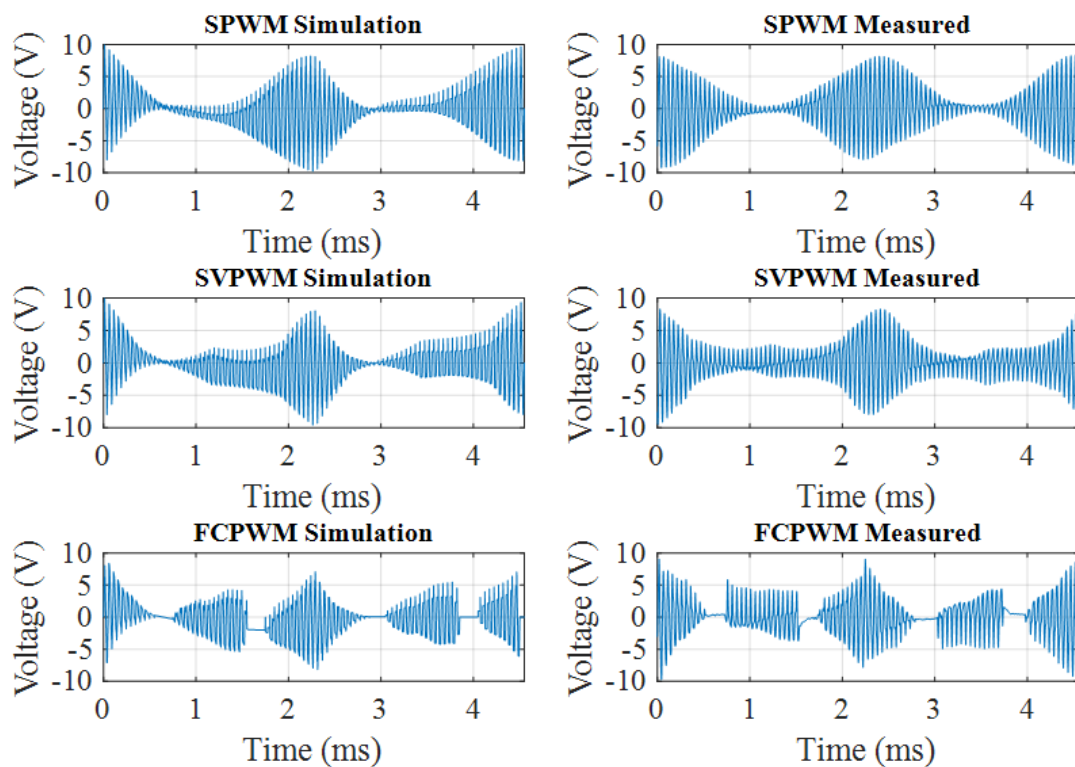 SPWM Simulation
Voltage (V)
10
5
0
-5
-10
0 1 2 3 4
Time (ms)
SPWM Measured
Voltage (V)
10
5
0
-5
-10
0 1 2 3 4
Time (ms)
SVPWM Simulation
Voltage (V)
10
5
0
-5
-10
0 1 2 3 4
Time (ms)
SVPWM Measured
Voltage (V)
10
5
0
-5
-10
0 1 2 3 4
Time (ms)
FCPWM Simulation
Voltage (V)
10
5
0
-5
-10
0 1 2 3 4
Time (ms)
FCPWM Measured
Voltage (V)
10
5
0
-5
-10
0 1 2 3 4
Time (ms)